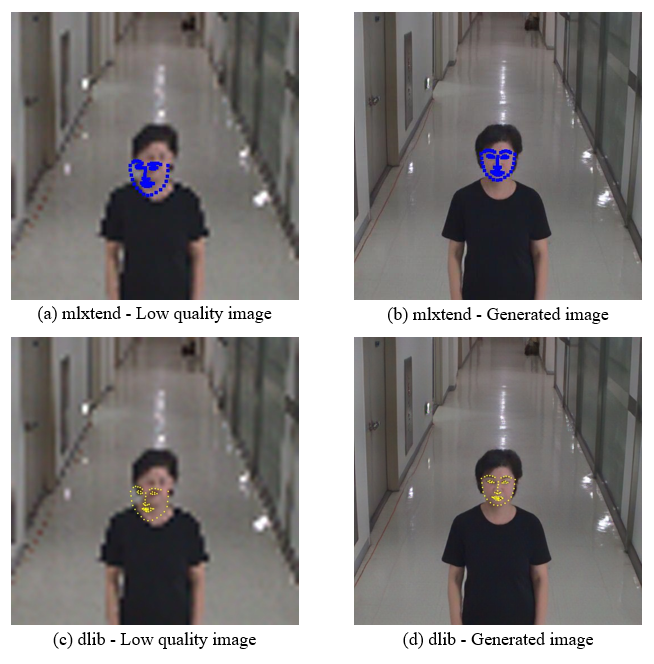 (a) mlxtend - Low quality image
(b) mlxtend - Generated image
(c) dlib - Low quality image
(d) dlib - Generated image